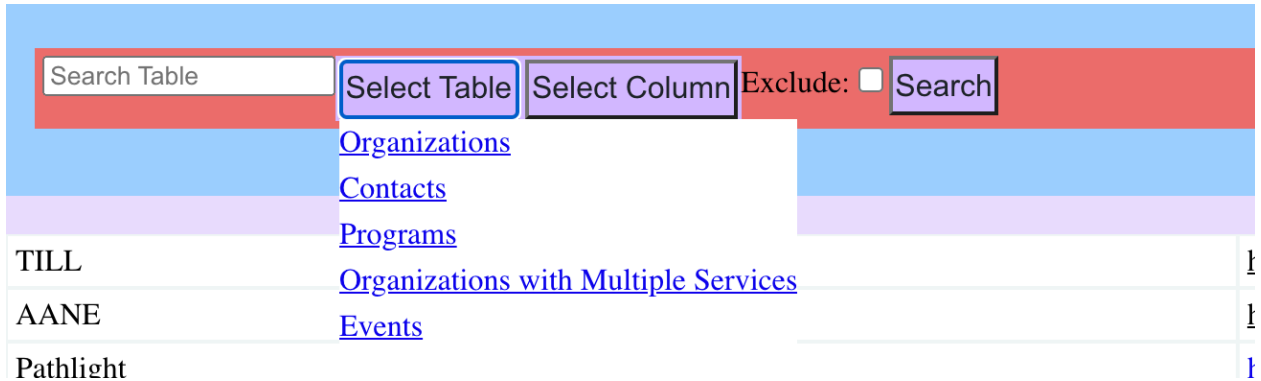 Search Table Select Table Select Column Exclude: Search
Organizations
Contacts
Programs
TILL
Organizations with Multiple Services
AANE
Events
Pathlight